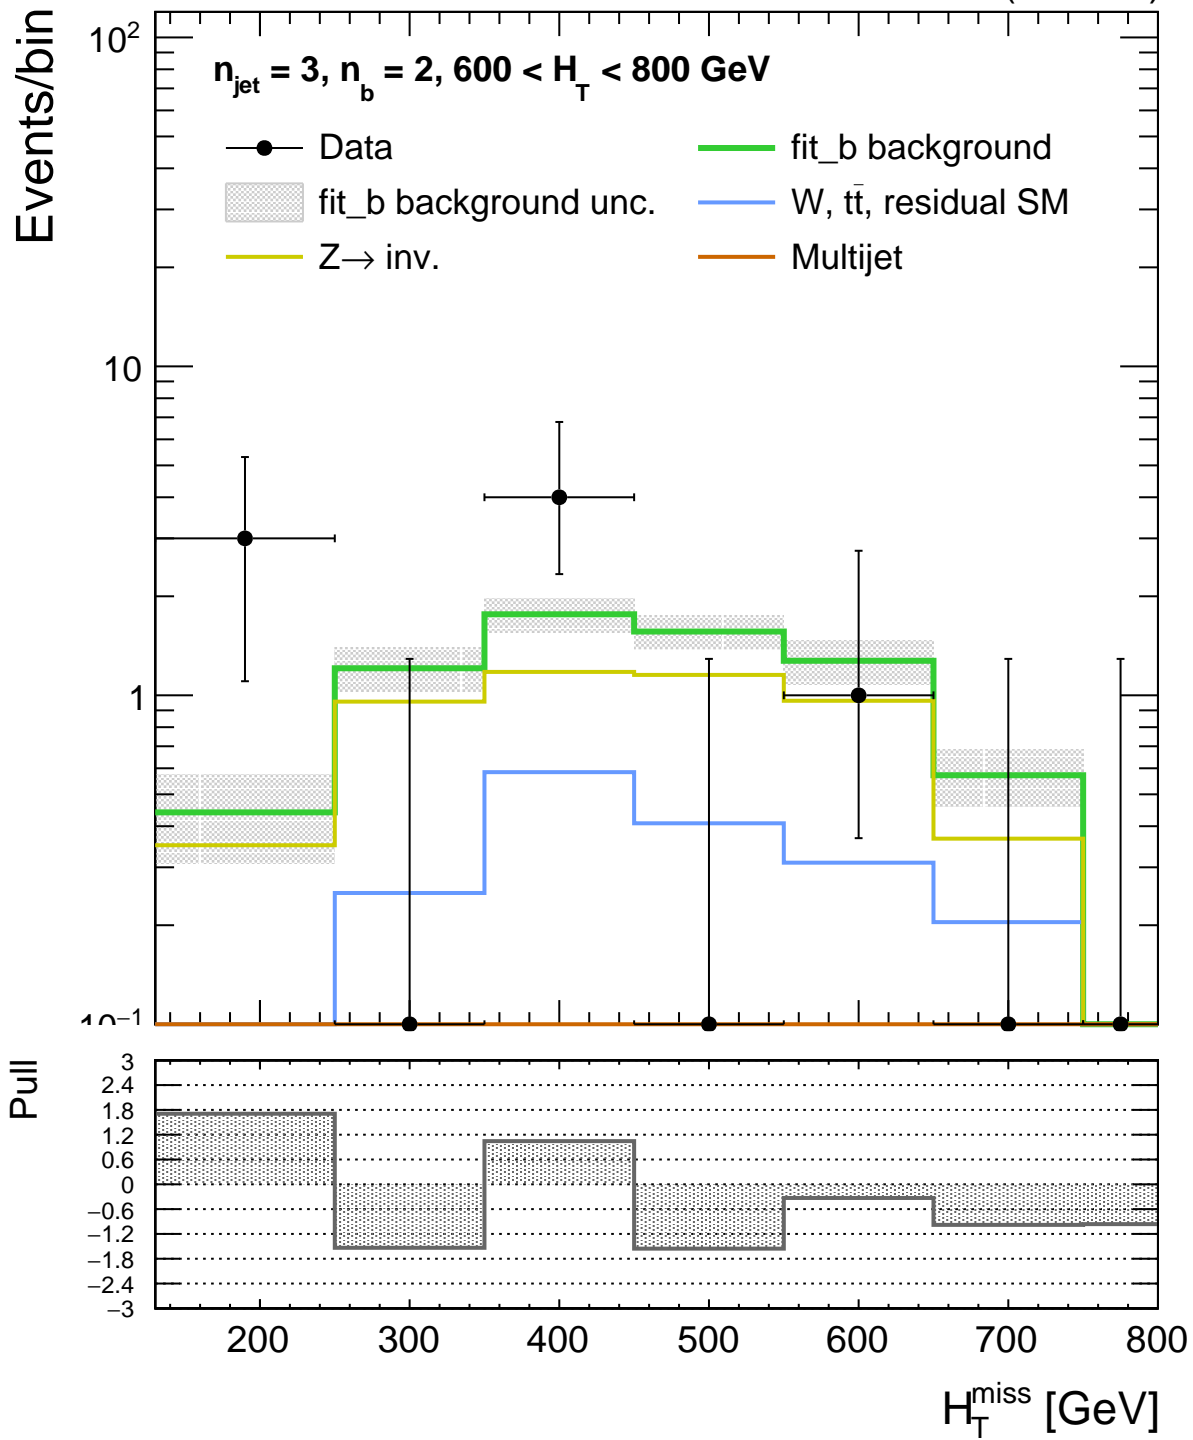 n_jet = 3, n_b = 2, 600 < H_T < 800 GeV
Data
fit_b background
fit_b background unc.
W, tt̄, residual SM
Z→ inv.
Multijet
Events/bin
10²
10
1
10⁻¹
Pull
3
2.4
1.8
1.2
0.6
0
−0.6
−1.2
−1.8
−2.4
−3
200 300 400 500 600 700 800
H_T^miss [GeV]